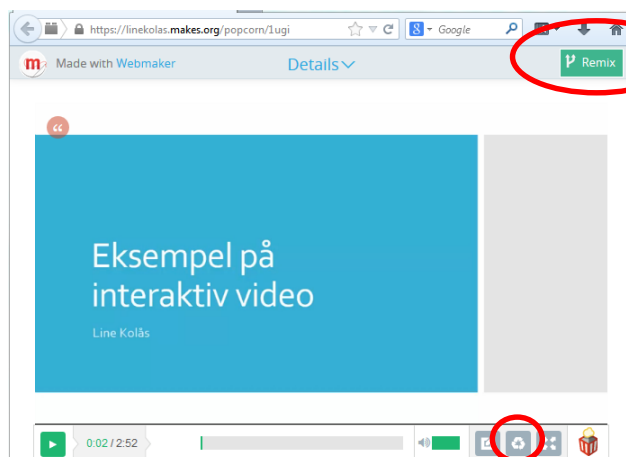 https://linekolas.makes.org/popcorn/1ugi
8 Google
m
Made with Webmaker
Details
Remix
“
Eksempel på
interaktiv video
Line Kolås
0:02 / 2:52